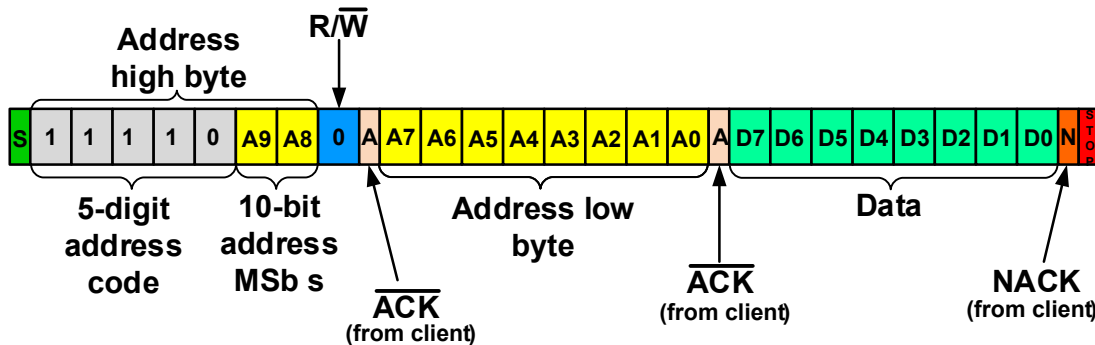 R/W
Address
high byte
S 1 1 1 1 0 A9 A8 0 A A7 A6 A5 A4 A3 A2 A1 A0 A D7 D6 D5 D4 D3 D2 D1 D0 N STOP
5-digit
address
code
10-bit
address
MSb s
Address low
byte
Data
ACK
(from client)
ACK
(from client)
NACK
(from client)